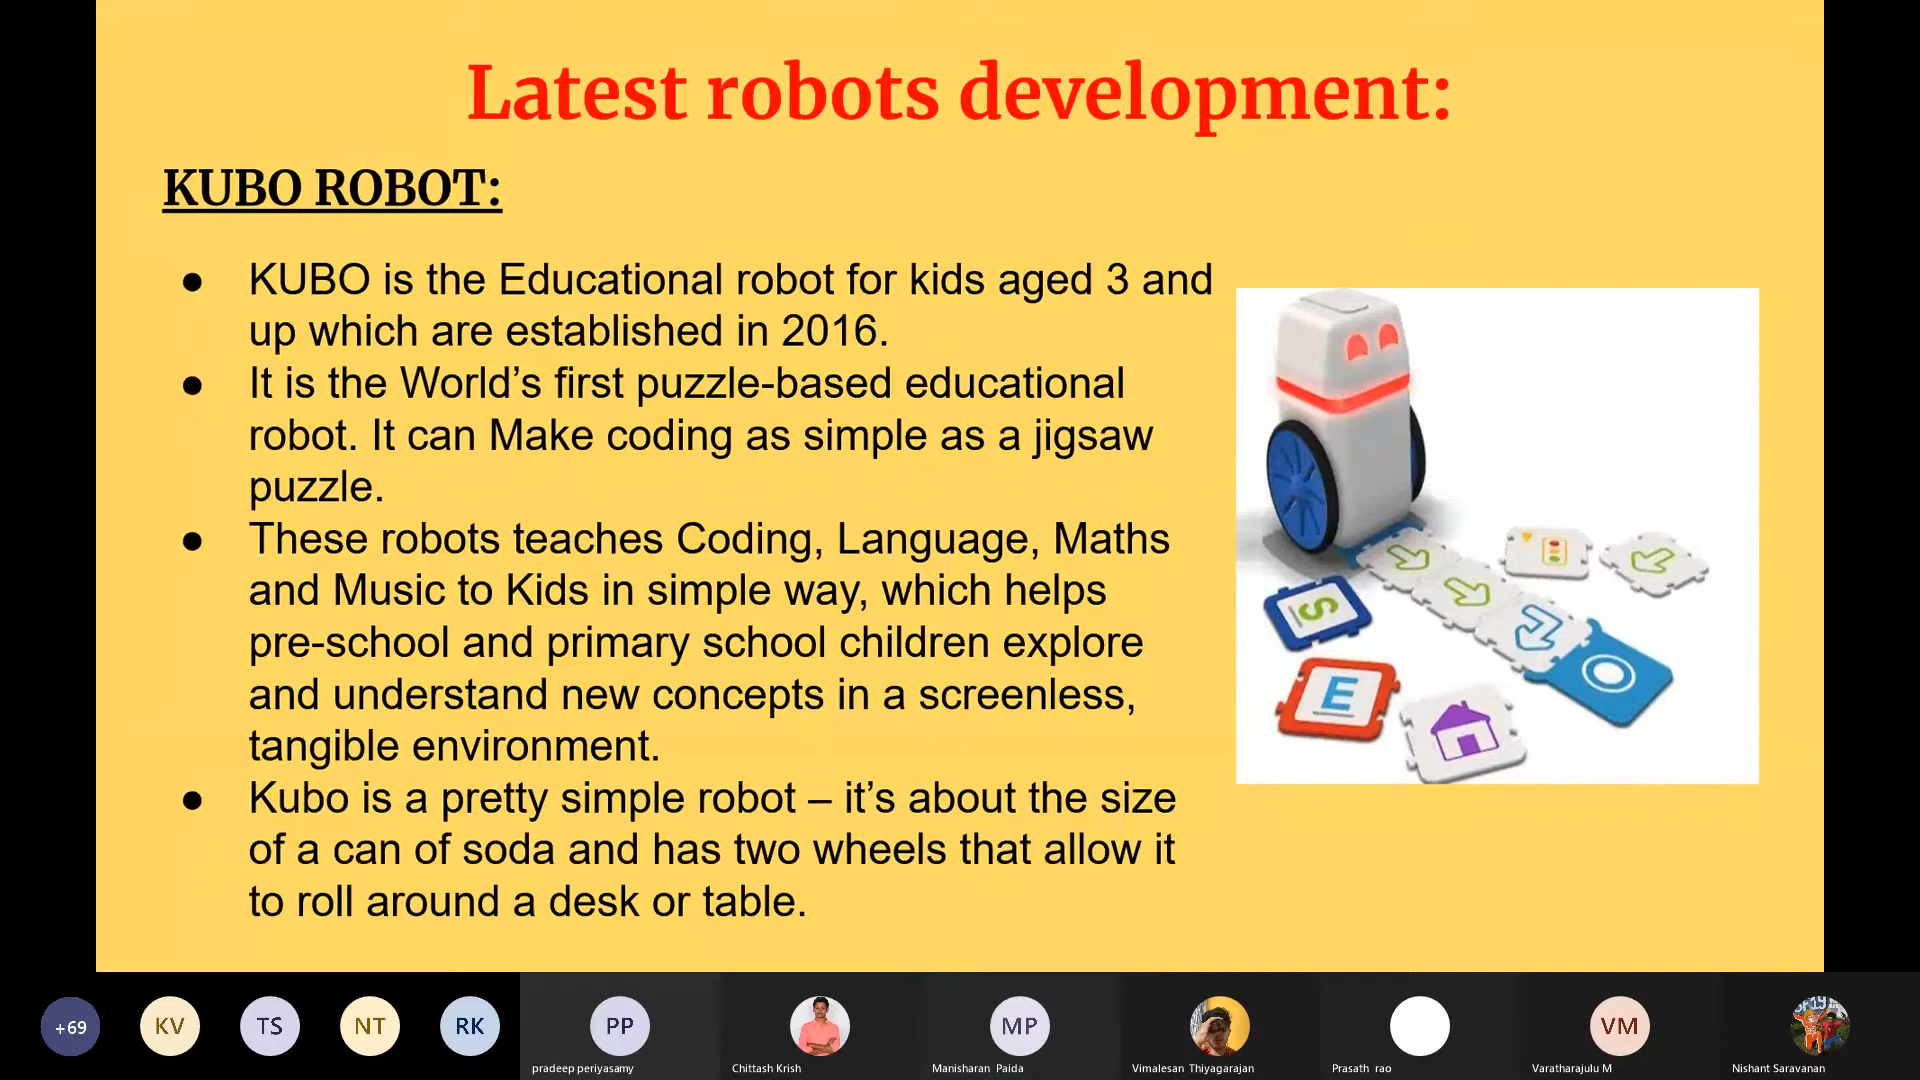 Latest robots development:
KUBO ROBOT:
● KUBO is the Educational robot for kids aged 3 and
up which are established in 2016.
● It is the World’s first puzzle-based educational
robot. It can Make coding as simple as a jigsaw
puzzle.
● These robots teaches Coding, Language, Maths
and Music to Kids in simple way, which helps
pre-school and primary school children explore
and understand new concepts in a screenless,
tangible environment.
● Kubo is a pretty simple robot – it’s about the size
of a can of soda and has two wheels that allow it
to roll around a desk or table.
S
E
+69 KV TS NT RK PP MP VM
pradeep periyasamy Chittash Krish Manisharan Paida Vimalesan Thiyagarajan Prasath rao Varatharajulu M Nishant Saravanan